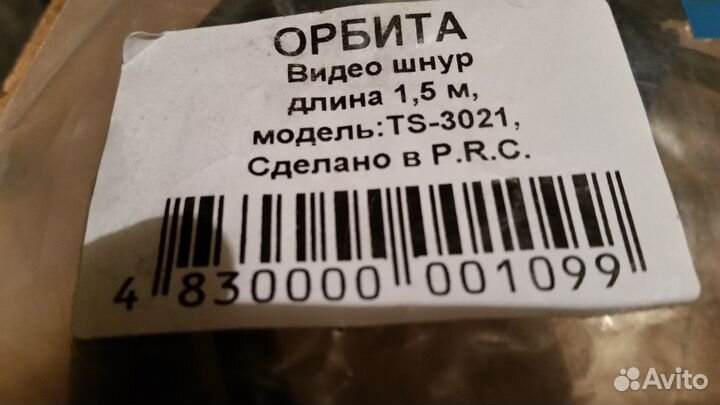 ОРБИТА
Видео шнур
длина 1,5 м,
модель:TS-3021,
Сделано в P.R.C.
4 830000 001099
Avito